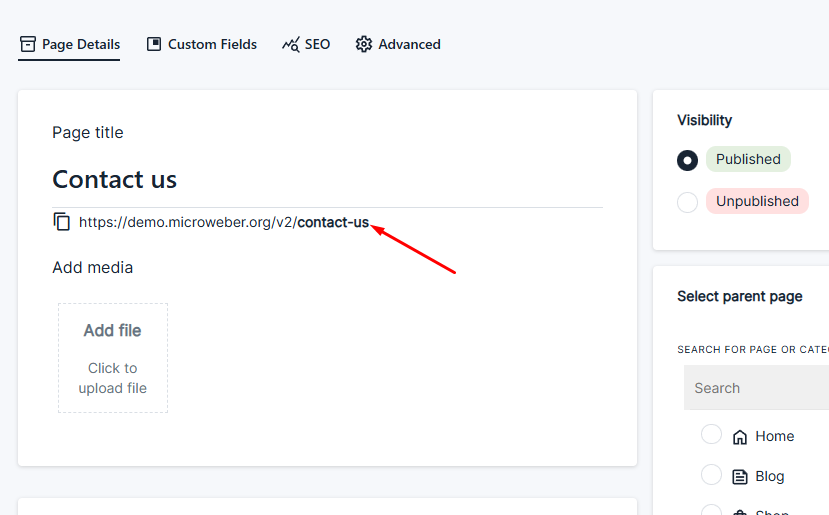 Page Details Custom Fields SEO Advanced
Page title
Contact us
https://demo.microweber.org/v2/contact-us
Add media
Add file
Click to
upload file
Visibility
Published
Unpublished
Select parent page
SEARCH FOR PAGE OR CATE
Search
Home
Blog
Shop